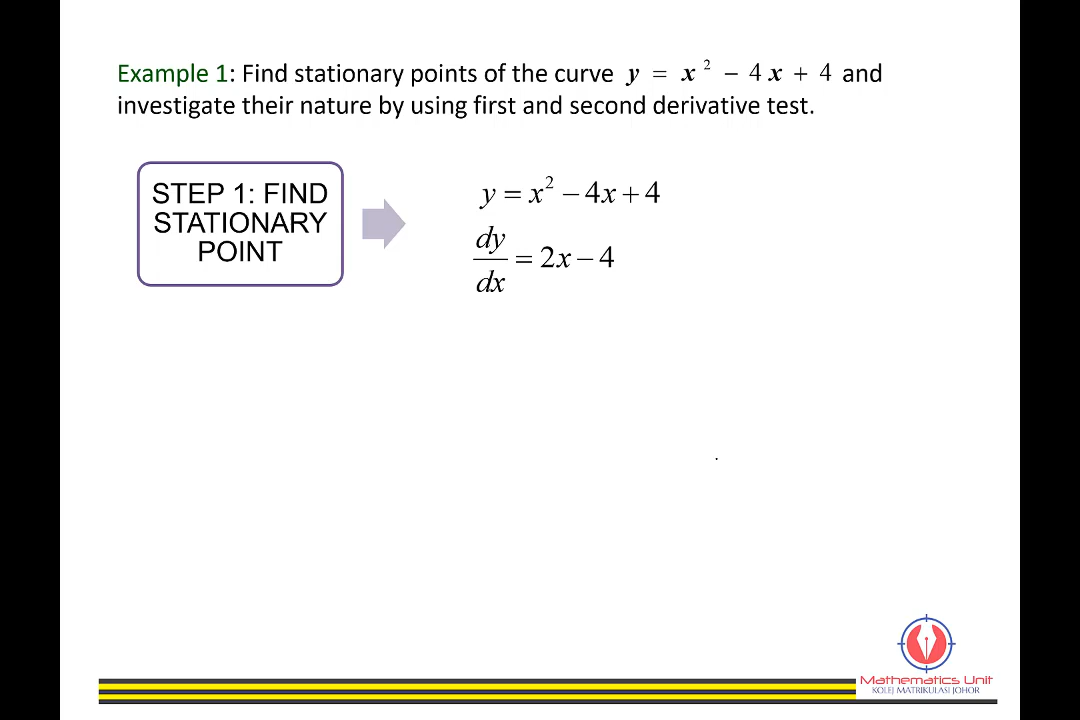 Example 1: Find stationary points of the curve y = x² − 4x + 4 and
investigate their nature by using first and second derivative test.
STEP 1: FIND
STATIONARY
POINT
y = x² − 4x + 4
dy/dx = 2x − 4
Mathematics Unit
KOLEJ MATRIKULASI JOHOR